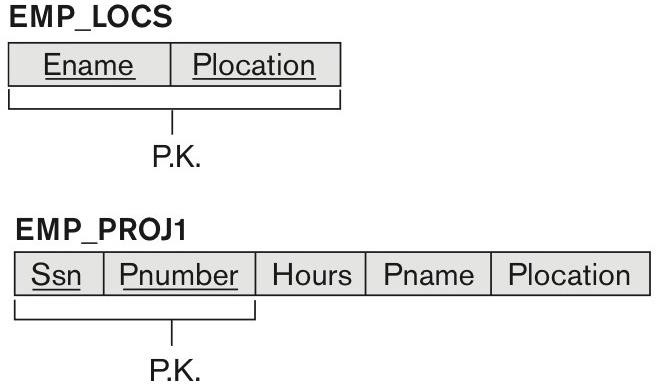 EMP_LOCS
Ename Plocation
P.K.
EMP_PROJ1
Ssn Pnumber Hours Pname Plocation
P.K.